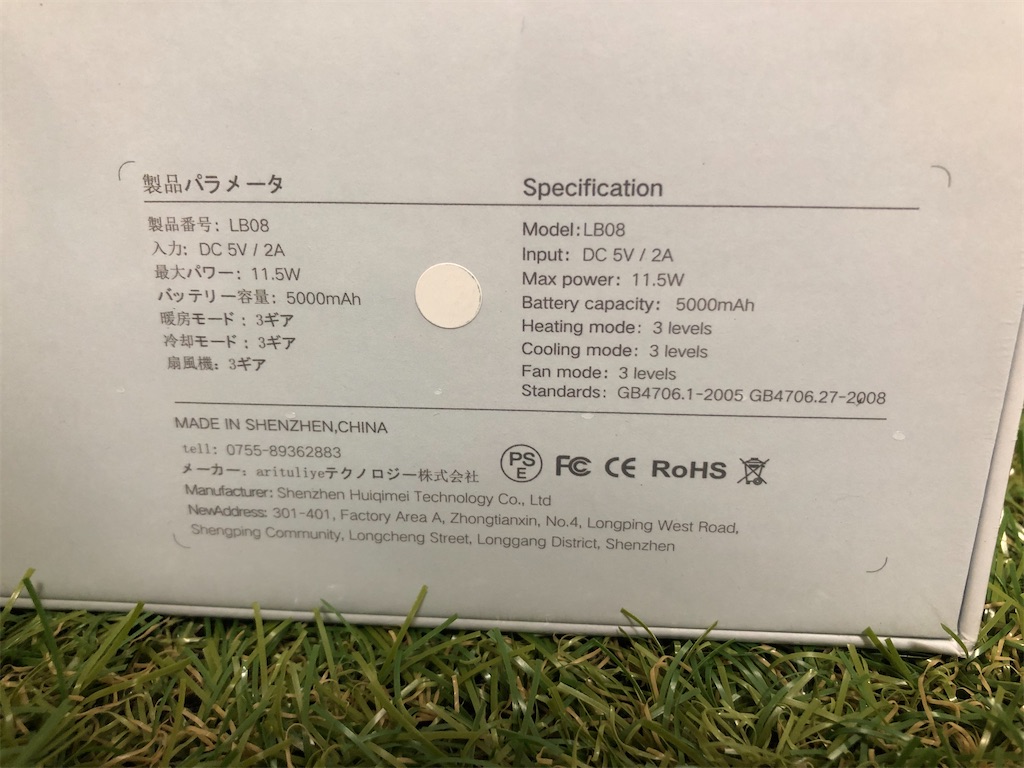 製品パラメータ
製品番号: LB08
入力: DC 5V / 2A
最大パワー: 11.5W
バッテリー容量: 5000mAh
暖房モード : 3ギア
冷却モード : 3ギア
扇風機: 3ギア
Specification
Model:LB08
Input: DC 5V / 2A
Max power: 11.5W
Battery capacity: 5000mAh
Heating mode: 3 levels
Cooling mode: 3 levels
Fan mode: 3 levels
Standards: GB4706.1-2005 GB4706.27-2008
MADE IN SHENZHEN,CHINA
tell: 0755-89362883
メーカー: arituliyeテクノロジー株式会社
PSE FC CE RoHS
Manufacturer: Shenzhen Huiqimei Technology Co., Ltd
NewAddress: 301-401, Factory Area A, Zhongtianxin, No.4, Longping West Road,
Shengping Community, Longcheng Street, Longgang District, Shenzhen